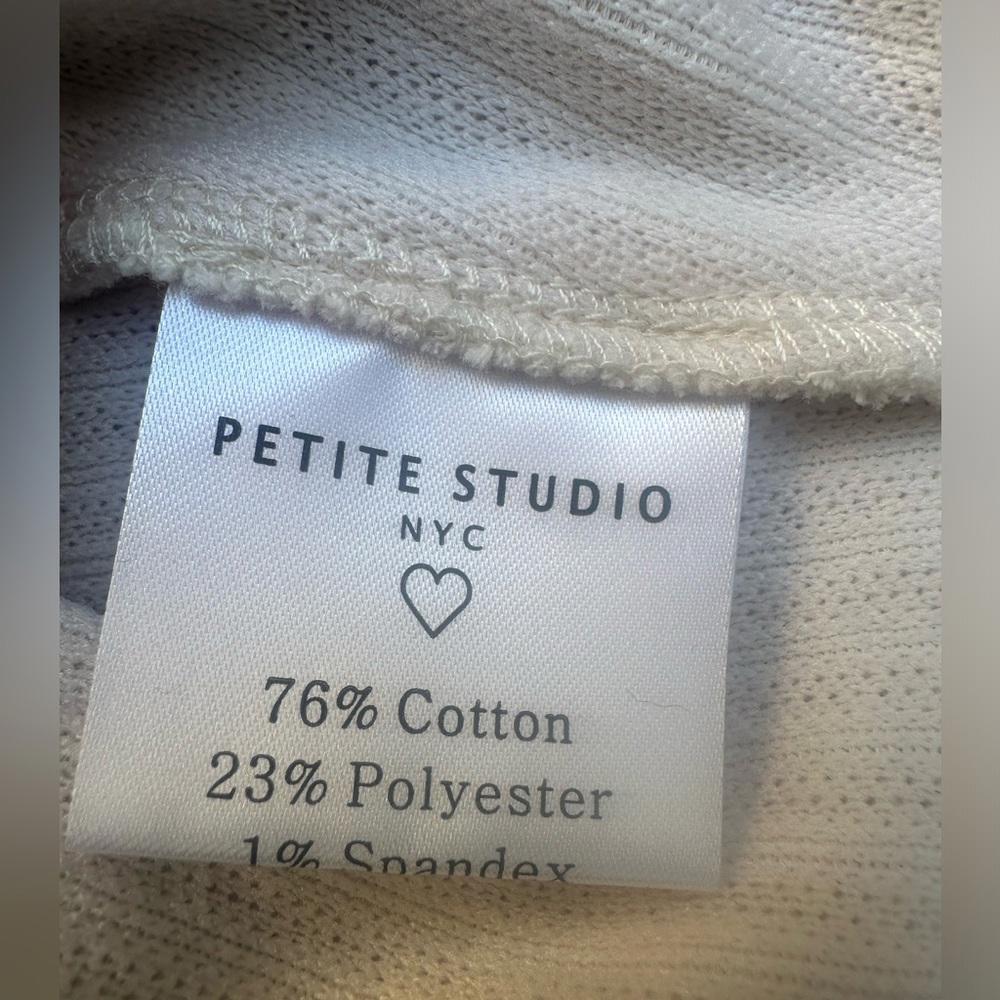 PETITE STUDIO
NYC
76% Cotton
23% Polyester
1% Spandex